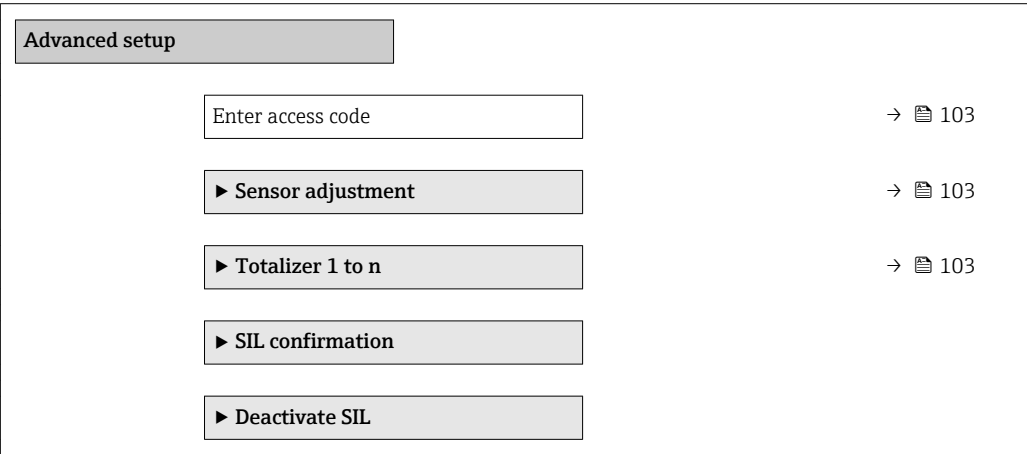 Advanced setup
Enter access code → 103
▶ Sensor adjustment → 103
▶ Totalizer 1 to n → 103
▶ SIL confirmation
▶ Deactivate SIL